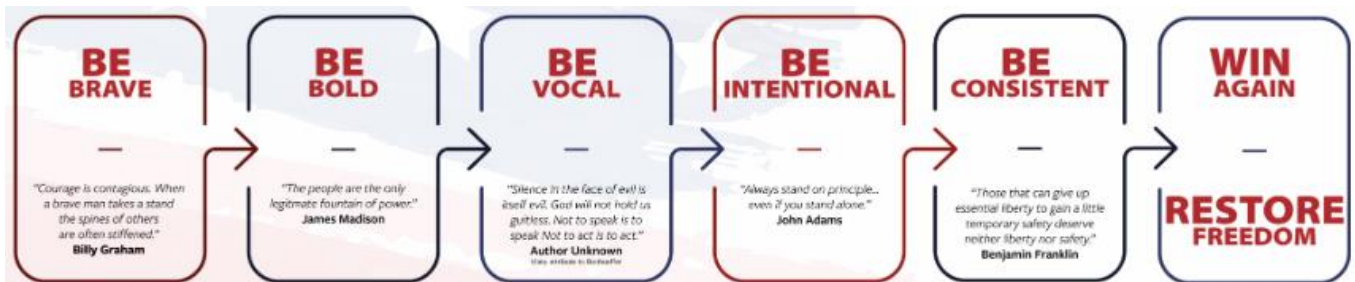 BE
BRAVE
—
"Courage is contagious. When
a brave man takes a stand
the spines of others
are often stiffened."
Billy Graham
BE
BOLD
—
"The people are the only
legitimate fountain of power."
James Madison
BE
VOCAL
—
"Silence in the face of evil is
itself evil. God will not hold us
guiltless. Not to speak is to
speak Not to act is to act."
Author Unknown
BE
INTENTIONAL
—
"Always stand on principle...
even if you stand alone."
John Adams
BE
CONSISTENT
—
"Those that can give up
essential liberty to gain a little
temporary safety deserve
neither liberty nor safety."
Benjamin Franklin
WIN
AGAIN
—
RESTORE
FREEDOM